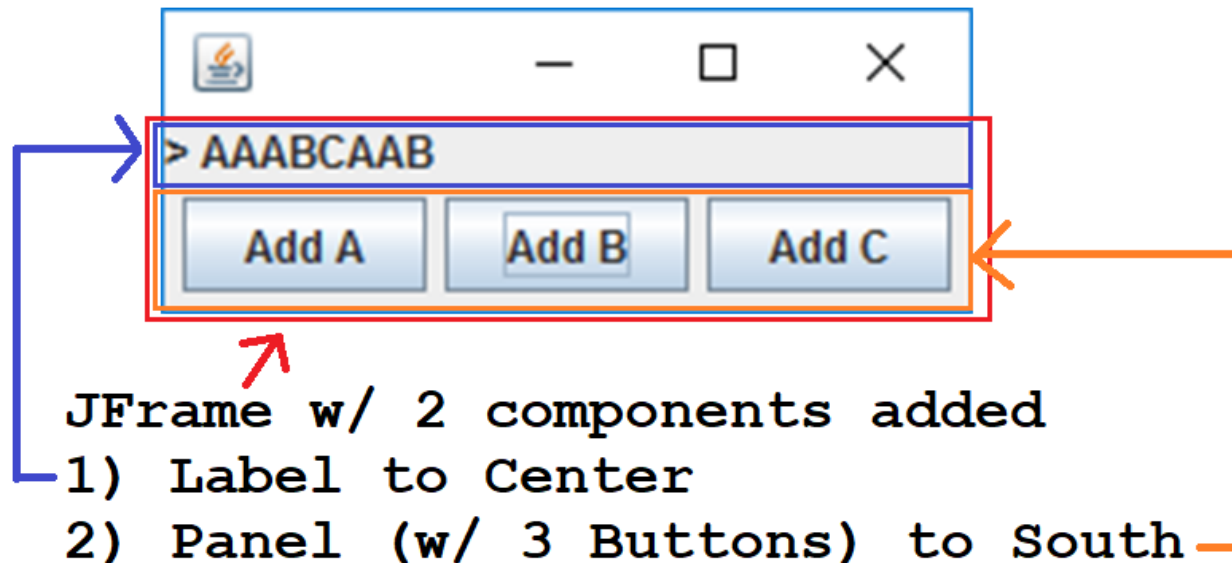 > AAABCAAB
Add A Add B Add C
JFrame w/ 2 components added
1) Label to Center
2) Panel (w/ 3 Buttons) to South